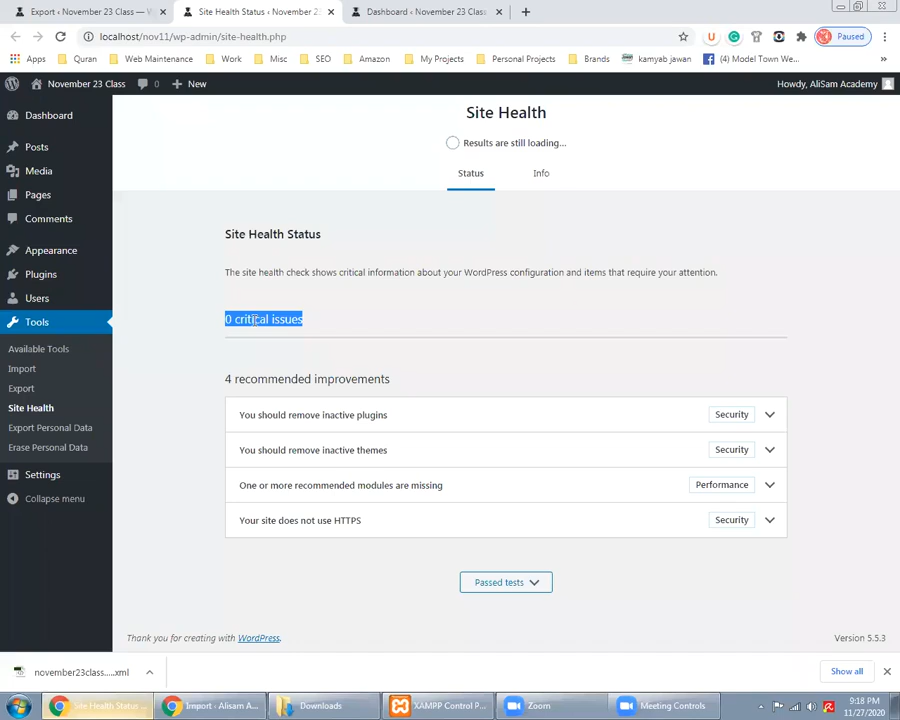 Export ‹ November 23 Class — W
Site Health Status ‹ November 2
Dashboard ‹ November 23 Class
localhost/nov11/wp-admin/site-health.php
Paused
Apps
Quran
Web Maintenance
Work
Misc
SEO
Amazon
My Projects
Personal Projects
Brands
kamyab jawan
(4) Model Town We...
»
November 23 Class
0
New
Howdy, AliSam Academy
Dashboard
Posts
Media
Pages
Comments
Appearance
Plugins
Users
Tools
Available Tools
Import
Export
Site Health
Export Personal Data
Erase Personal Data
Settings
Collapse menu
Site Health
Results are still loading...
Status
Info
Site Health Status
The site health check shows critical information about your WordPress configuration and items that require your attention.
0 critical issues
4 recommended improvements
You should remove inactive plugins
Security
You should remove inactive themes
Security
One or more recommended modules are missing
Performance
Your site does not use HTTPS
Security
Passed tests
Thank you for creating with WordPress.
Version 5.5.3
november23class.....xml
Show all
Site Health Status ...
Import ‹ Alisam A...
Downloads
XAMPP Control P...
Zoom
Meeting Controls
9:18 PM
11/27/2020